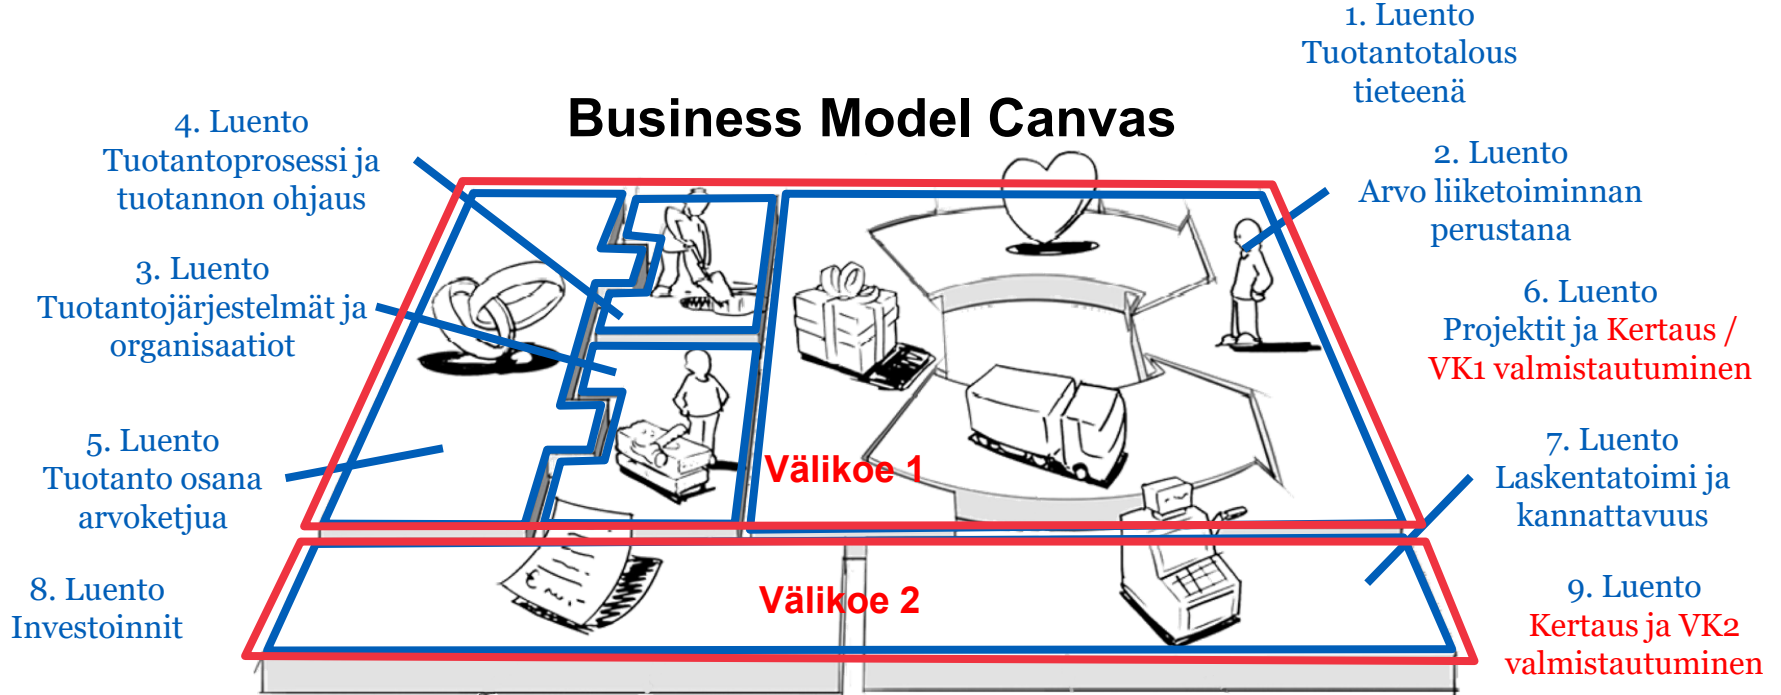 Business Model Canvas
1. Luento
Tuotantotalous
tieteenä
2. Luento
Arvo liiketoiminnan
perustana
3. Luento
Tuotantojärjestelmät ja
organisaatiot
4. Luento
Tuotantoprosessi ja
tuotannon ohjaus
5. Luento
Tuotanto osana
arvoketjua
6. Luento
Projektit ja Kertaus /
VK1 valmistautuminen
Välikoe 1
7. Luento
Laskentatoimi ja
kannattavuus
8. Luento
Investoinnit
Välikoe 2
9. Luento
Kertaus ja VK2
valmistautuminen